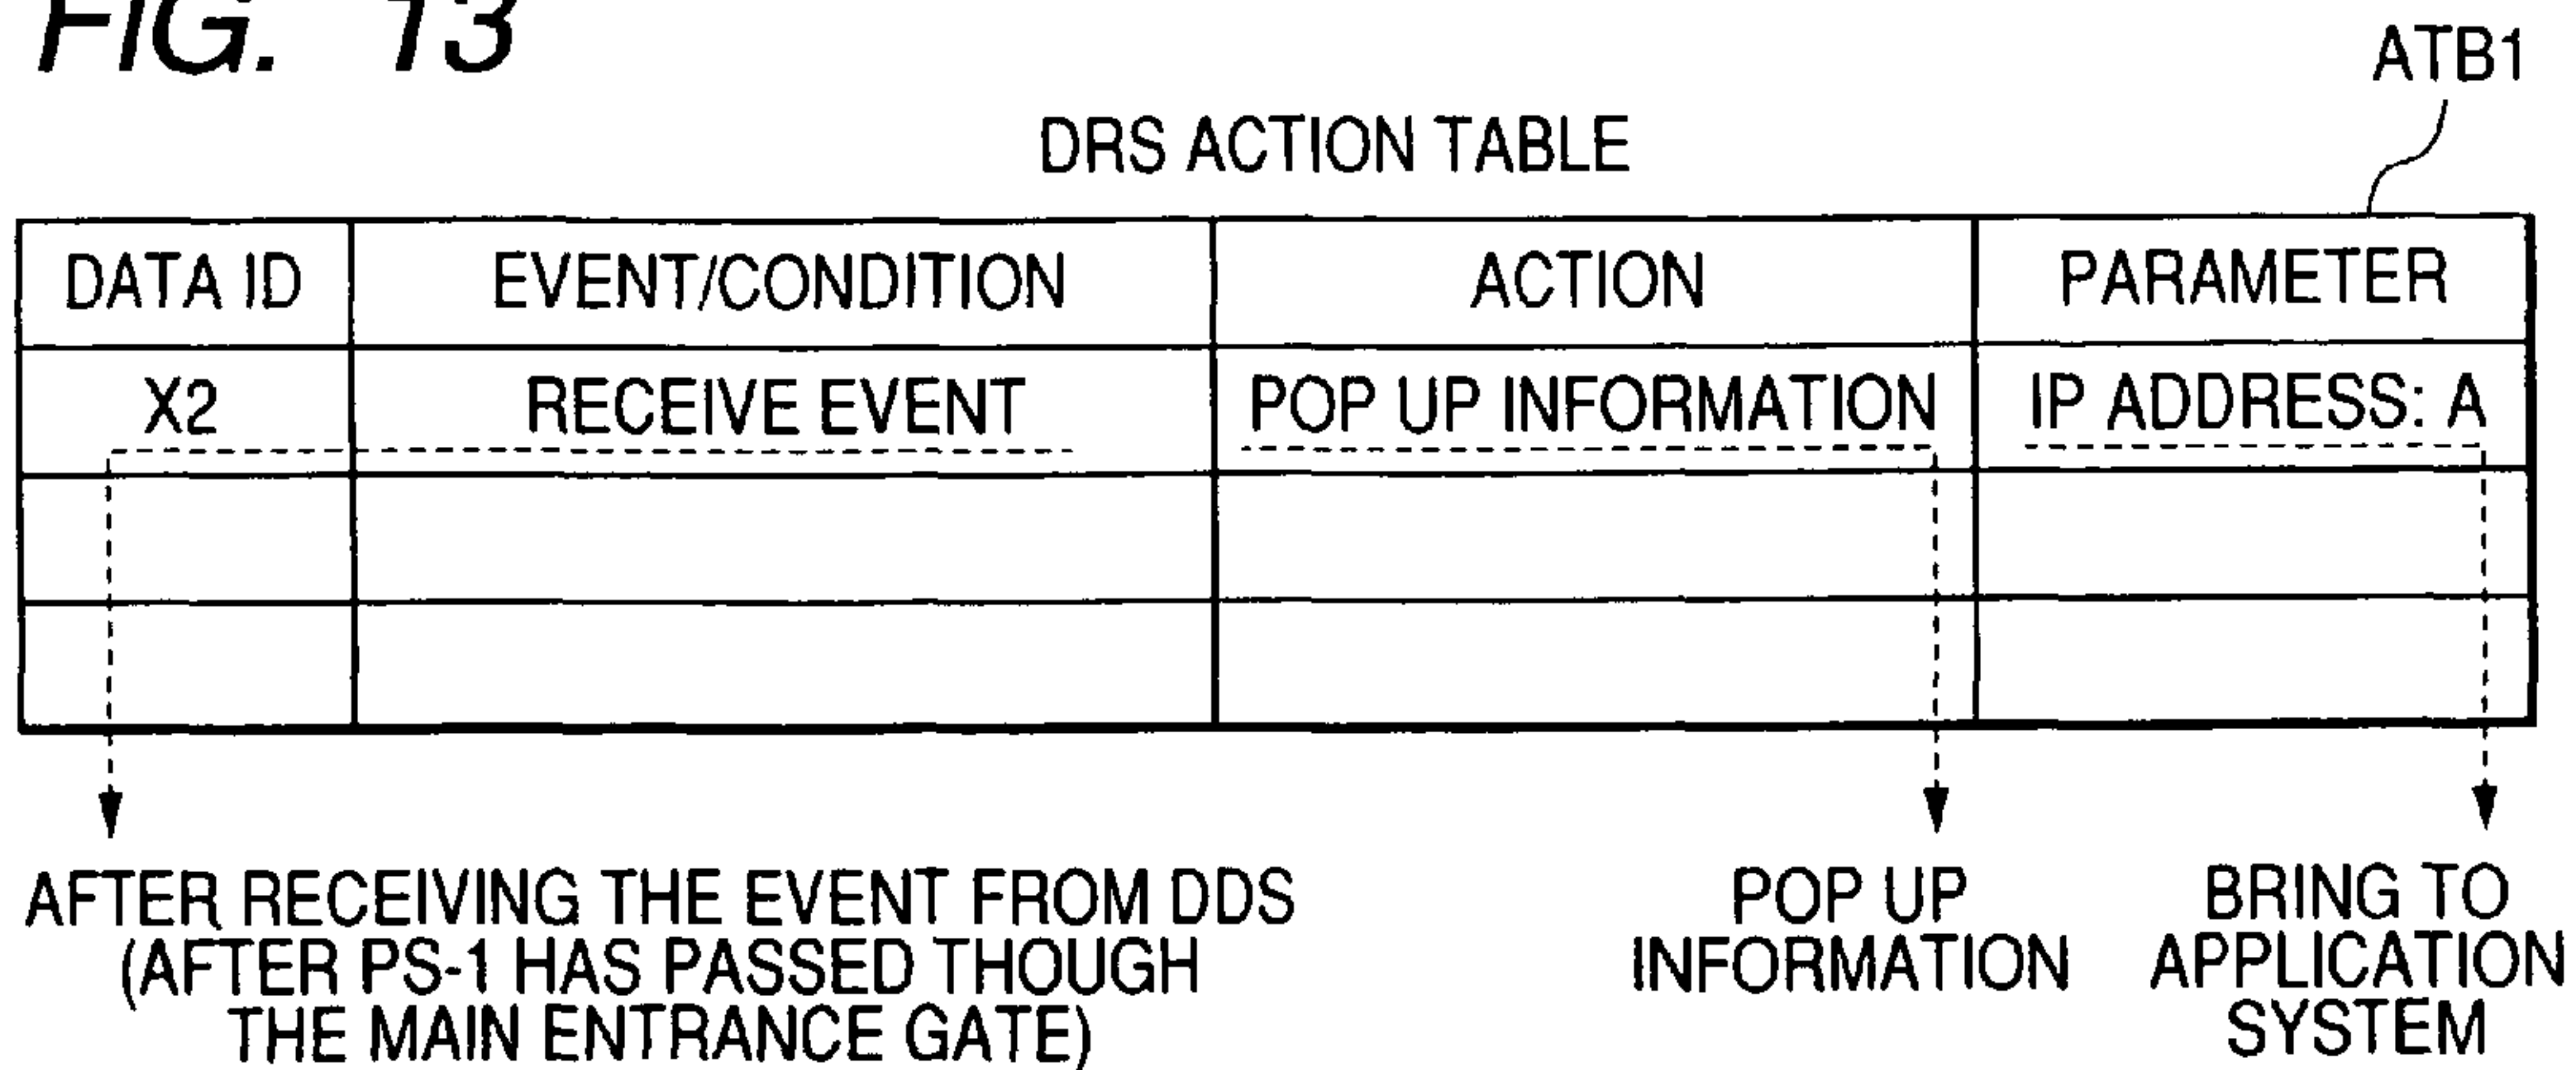 FIG. 13
ATB1
DRS ACTION TABLE
DATA ID EVENT/CONDITION ACTION PARAMETER
X2 RECEIVE EVENT POP UP INFORMATION IP ADDRESS: A
AFTER RECEIVING THE EVENT FROM DDS
(AFTER PS-1 HAS PASSED THOUGH
THE MAIN ENTRANCE GATE)
POP UP
INFORMATION
BRING TO
APPLICATION
SYSTEM